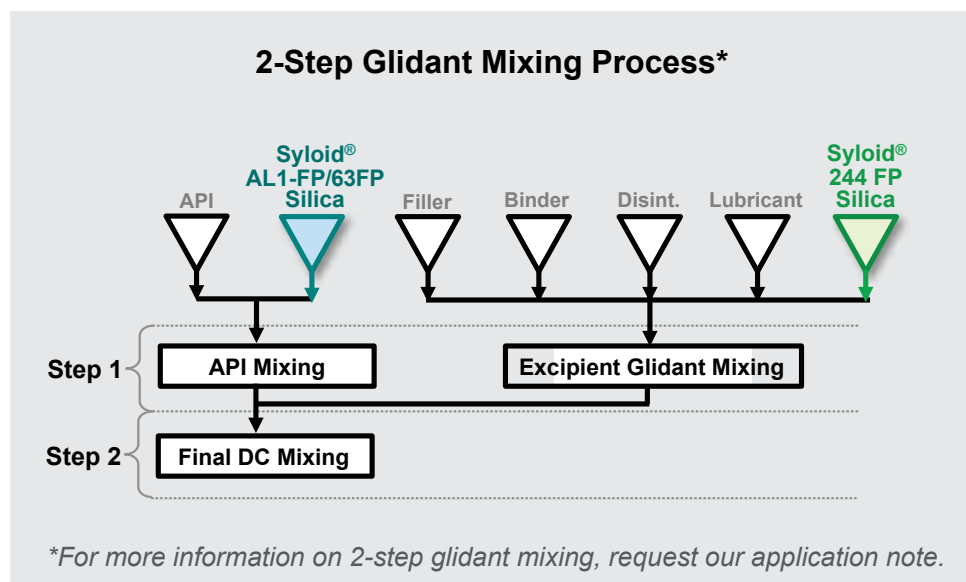 2-Step Glidant Mixing Process*
API
Syloid®
AL1-FP/63FP
Silica
Filler
Binder
Disint.
Lubricant
Syloid®
244 FP
Silica
Step 1
API Mixing
Excipient Glidant Mixing
Step 2
Final DC Mixing
*For more information on 2-step glidant mixing, request our application note.